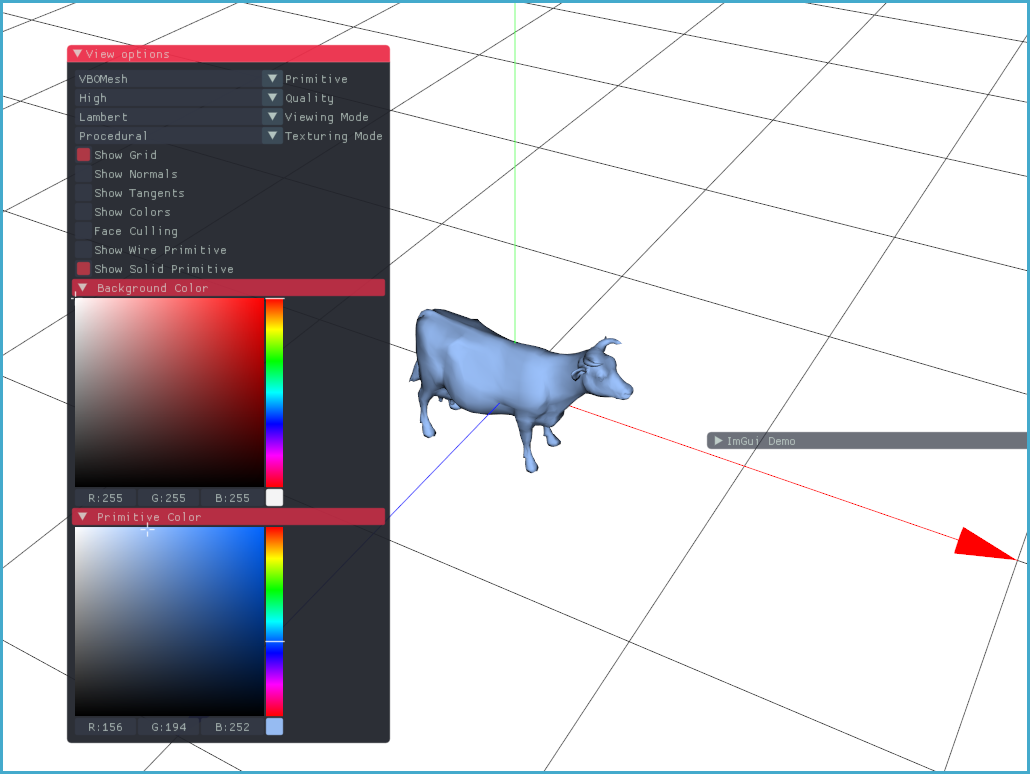 View options
VBOMesh Primitive
High Quality
Lambert Viewing Mode
Procedural Texturing Mode
Show Grid
Show Normals
Show Tangents
Show Colors
Face Culling
Show Wire Primitive
Show Solid Primitive
Background Color
R:255 G:255 B:255
Primitive Color
R:156 G:194 B:252
ImGui Demo